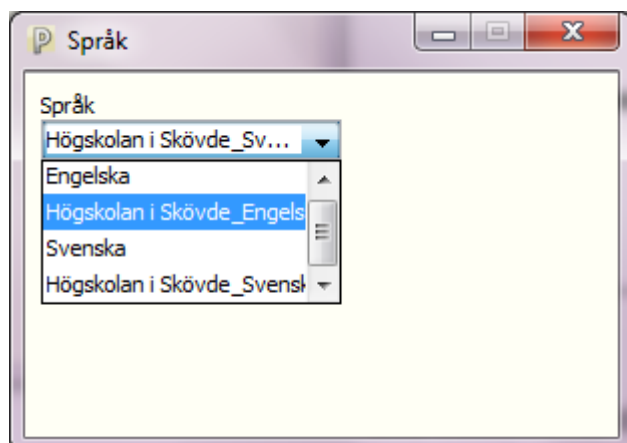 Språk
Språk
Högskolan i Skövde_Sv...
Engelska
Högskolan i Skövde_Engels
Svenska
Högskolan i Skövde_Svensk